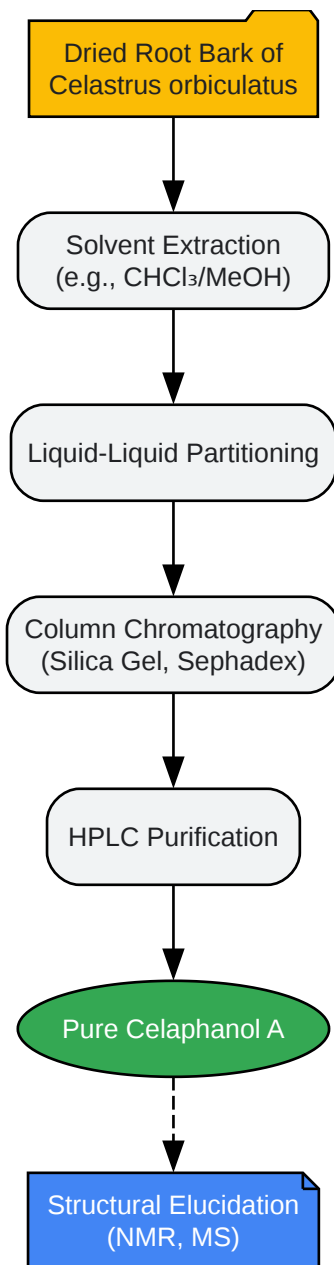 Dried Root Bark of
Celastrus orbiculatus
Solvent Extraction
(e.g., CHCl₃/MeOH)
Liquid-Liquid Partitioning
Column Chromatography
(Silica Gel, Sephadex)
HPLC Purification
Pure Celaphanol A
Structural Elucidation
(NMR, MS)